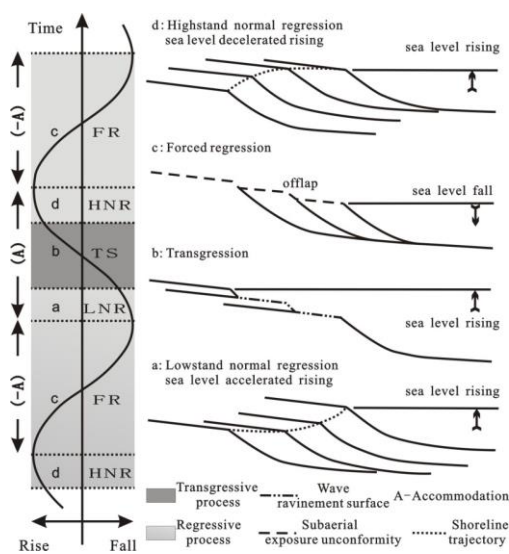 Time
(-A)
c
FR
d
HNR
(A)
b
TS
a
LNR
(-A)
c
FR
d
HNR
Rise
Fall
d: Highstand normal regression
sea level decelerated rising
sea level rising
c: Forced regression
offlap
sea level fall
b: Transgression
sea level rising
a: Lowstand normal regression
sea level accelerated rising
sea level rising
Transgressive
process
Wave
ravinement surface
A-Accommodation
Regressive
process
Subaerial
exposure unconformity
Shoreline
trajectory